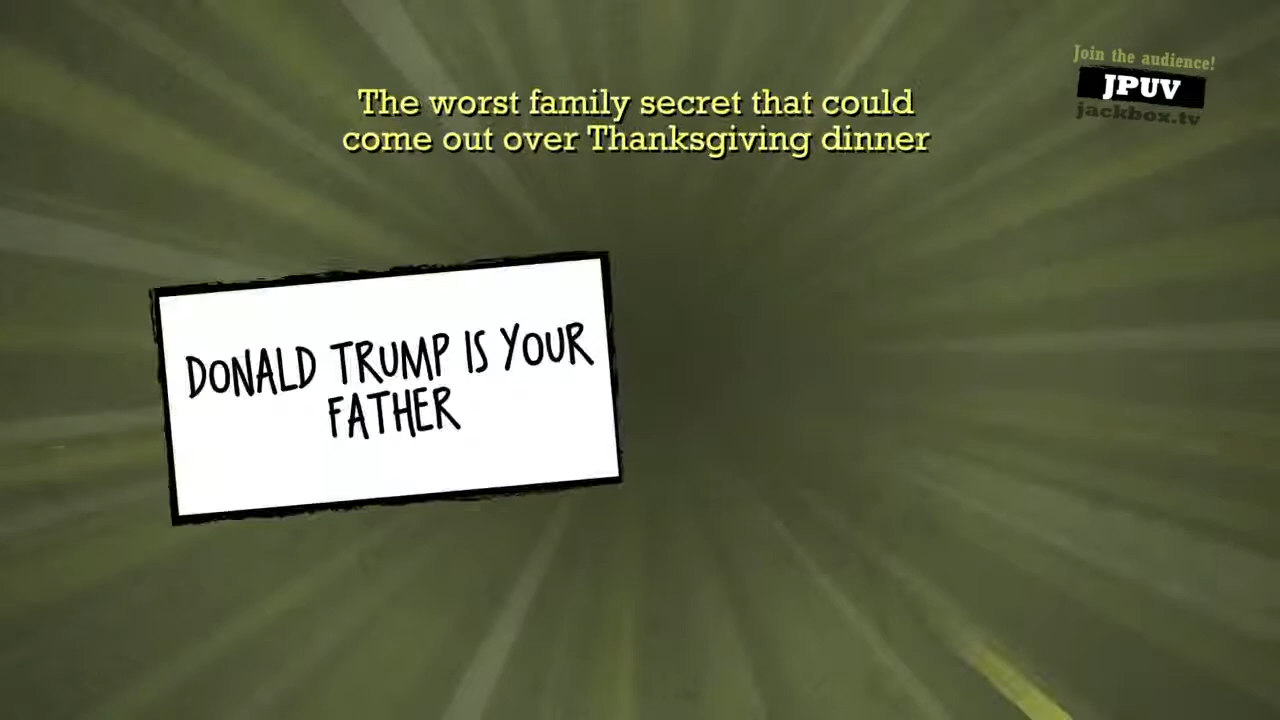 Join the audience!
JPUV
jackbox.tv
The worst family secret that could
come out over Thanksgiving dinner
DONALD TRUMP IS YOUR
FATHER